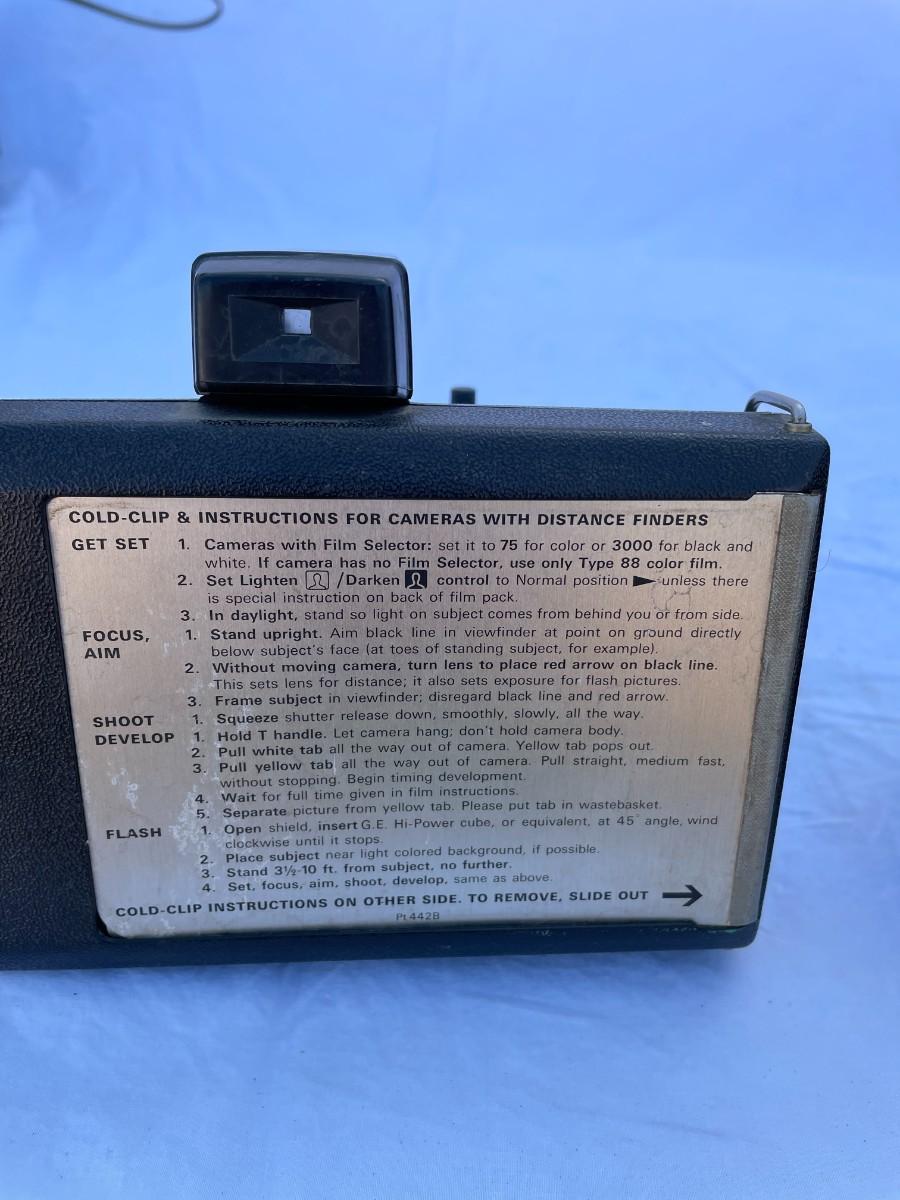 COLD-CLIP & INSTRUCTIONS FOR CAMERAS WITH DISTANCE FINDERS
GET SET 1. Cameras with Film Selector: set it to 75 for color or 3000 for black and
white. If camera has no Film Selector, use only Type 88 color film.
2. Set Lighten / Darken control to Normal position unless there
is special instruction on back of film pack.
3. In daylight, stand so light on subject comes from behind you or from side.
FOCUS, 1. Stand upright. Aim black line in viewfinder at point on ground directly
AIM below subject's face (at toes of standing subject, for example).
2. Without moving camera, turn lens to place red arrow on black line.
This sets lens for distance; it also sets exposure for flash pictures.
3. Frame subject in viewfinder; disregard black line and red arrow.
SHOOT 1. Squeeze shutter release down, smoothly, slowly, all the way.
DEVELOP 1. Hold T handle. Let camera hang; don't hold camera body.
2. Pull white tab all the way out of camera. Yellow tab pops out.
3. Pull yellow tab all the way out of camera. Pull straight, medium fast,
without stopping. Begin timing development.
4. Wait for full time given in film instructions.
5. Separate picture from yellow tab. Please put tab in wastebasket.
FLASH 1. Open shield, insert G.E. Hi-Power cube, or equivalent, at 45° angle, wind
clockwise until it stops.
2. Place subject near light colored background, if possible.
3. Stand 3½-10 ft. from subject, no further.
4. Set, focus, aim, shoot, develop, same as above.
COLD-CLIP INSTRUCTIONS ON OTHER SIDE. TO REMOVE, SLIDE OUT →
Pt 442B